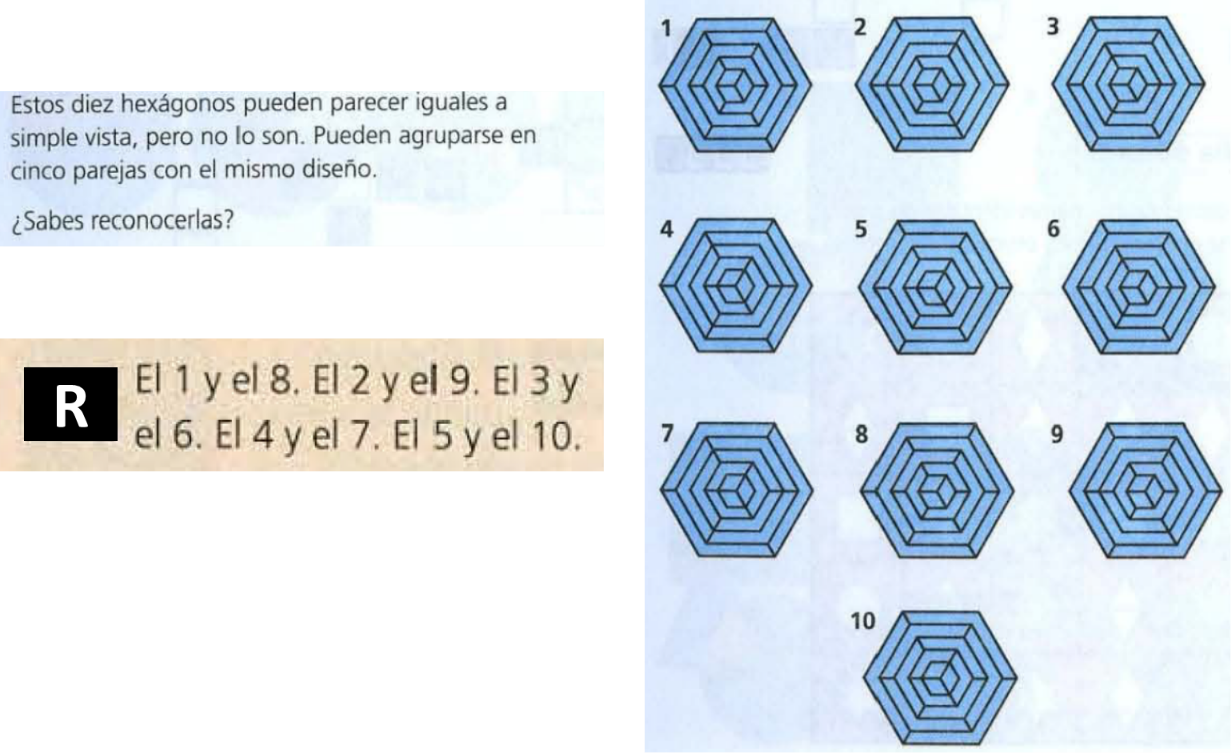 Estos diez hexágonos pueden parecer iguales a
simple vista, pero no lo son. Pueden agruparse en
cinco parejas con el mismo diseño.
¿Sabes reconocerlas?
R
El 1 y el 8. El 2 y el 9. El 3 y
el 6. El 4 y el 7. El 5 y el 10.
1 2 3
4 5 6
7 8 9
10